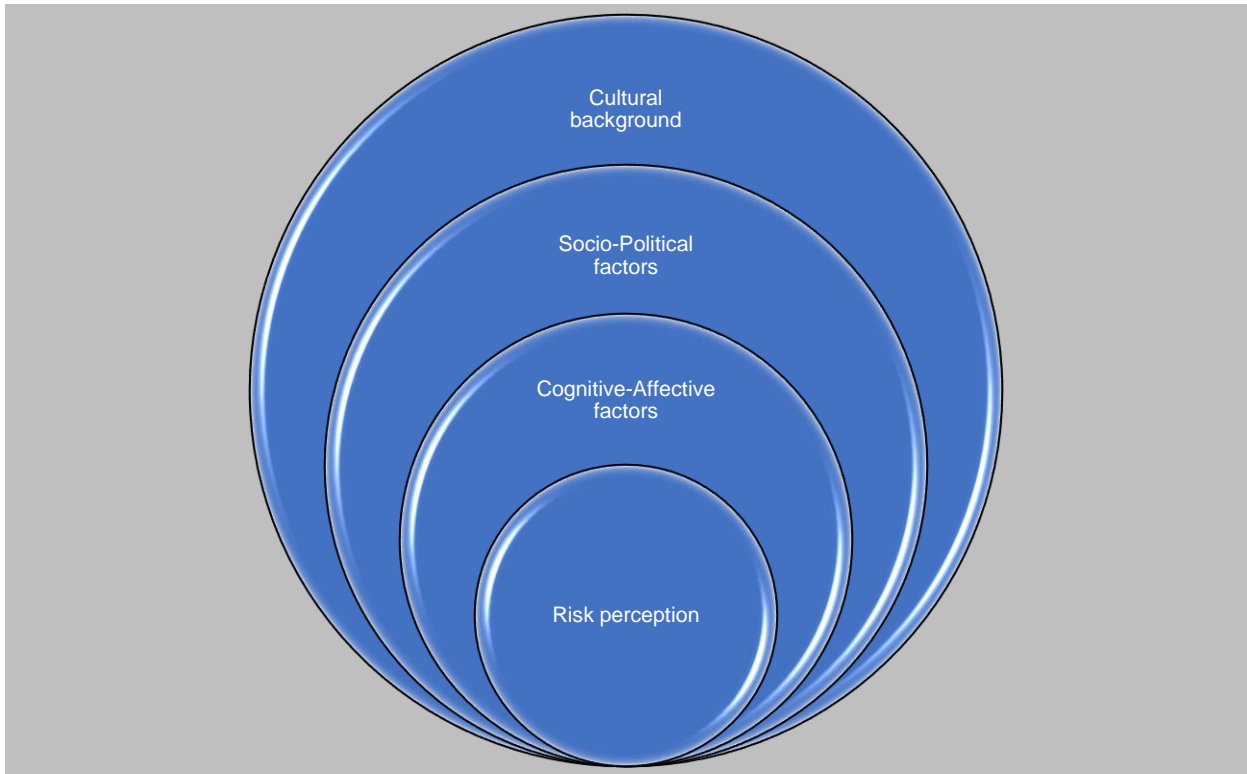 Cultural
background
Socio-Political
factors
Cognitive-Affective
factors
Risk perception